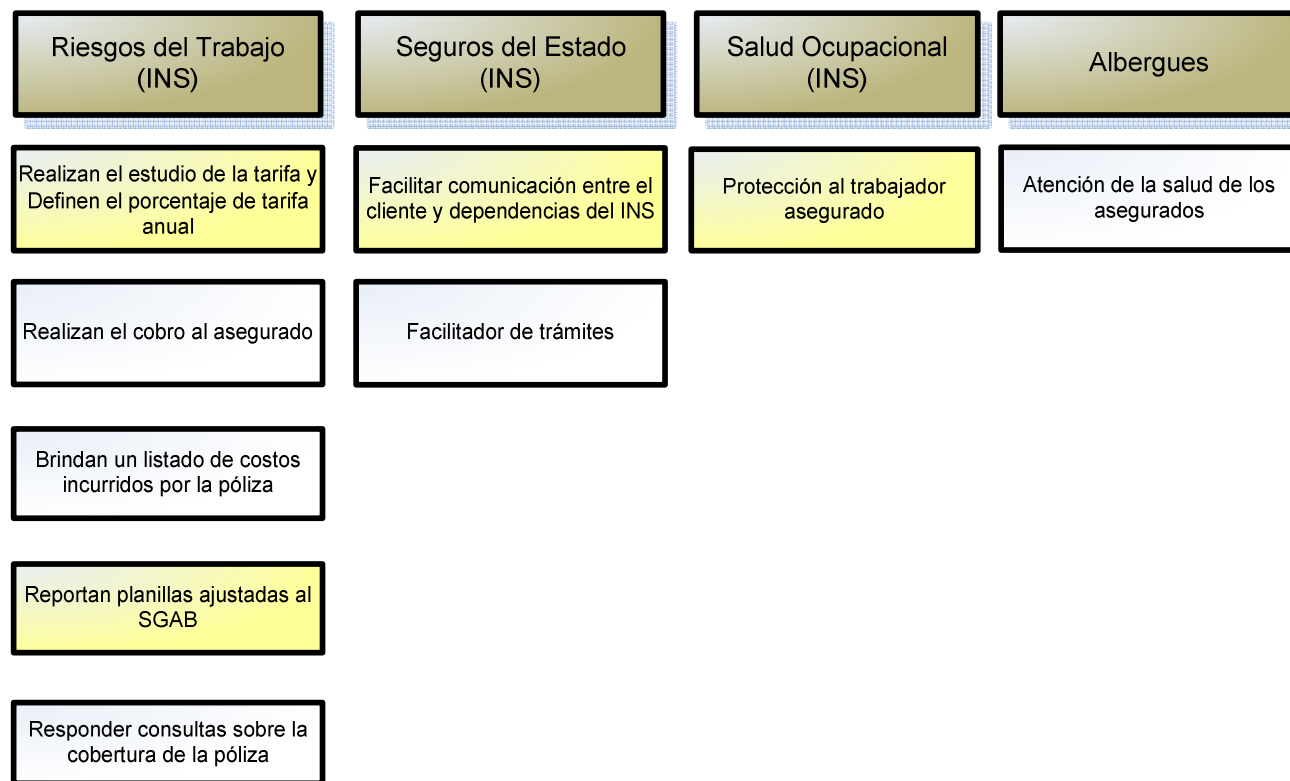 Riesgos del Trabajo
(INS)
Seguros del Estado
(INS)
Salud Ocupacional
(INS)
Albergues
Realizan el estudio de la tarifa y
Definen el porcentaje de tarifa
anual
Facilitar comunicación entre el
cliente y dependencias del INS
Protección al trabajador
asegurado
Atención de la salud de los
asegurados
Realizan el cobro al asegurado
Facilitador de trámites
Brindan un listado de costos
incurridos por la póliza
Reportan planillas ajustadas al
SGAB
Responder consultas sobre la
cobertura de la póliza